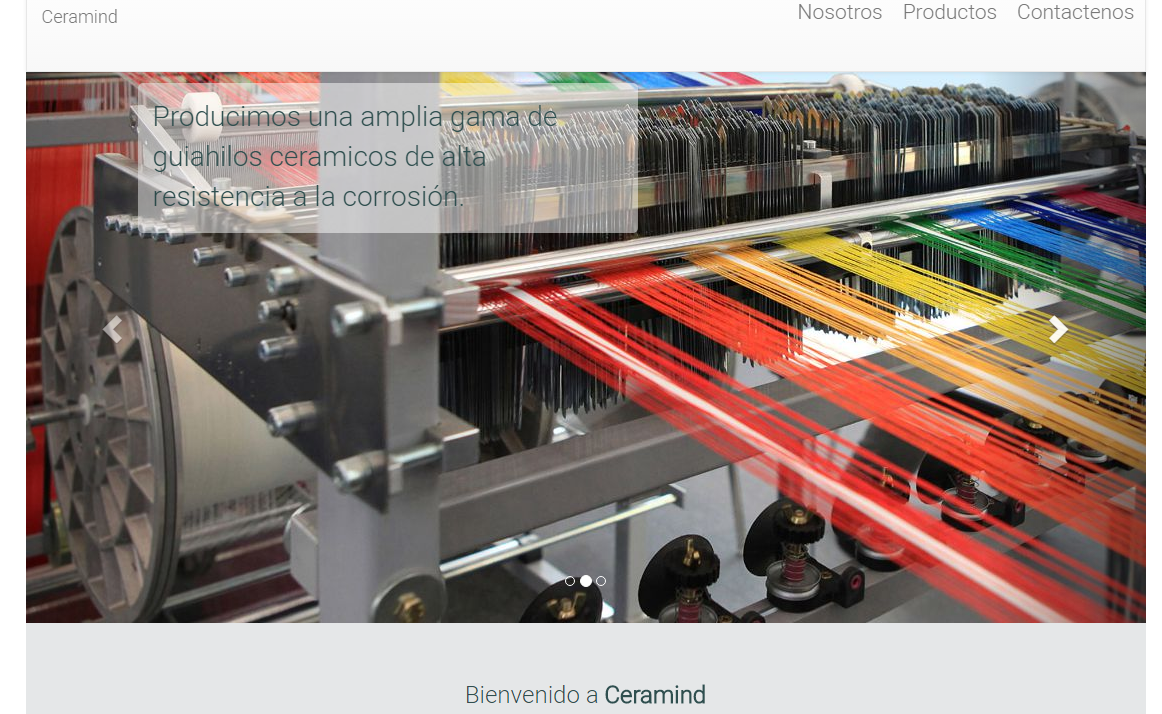 Ceramind
Nosotros Productos Contactenos
Producimos una amplia gama de
guiahilos ceramicos de alta
resistencia a la corrosión.
Bienvenido a Ceramind